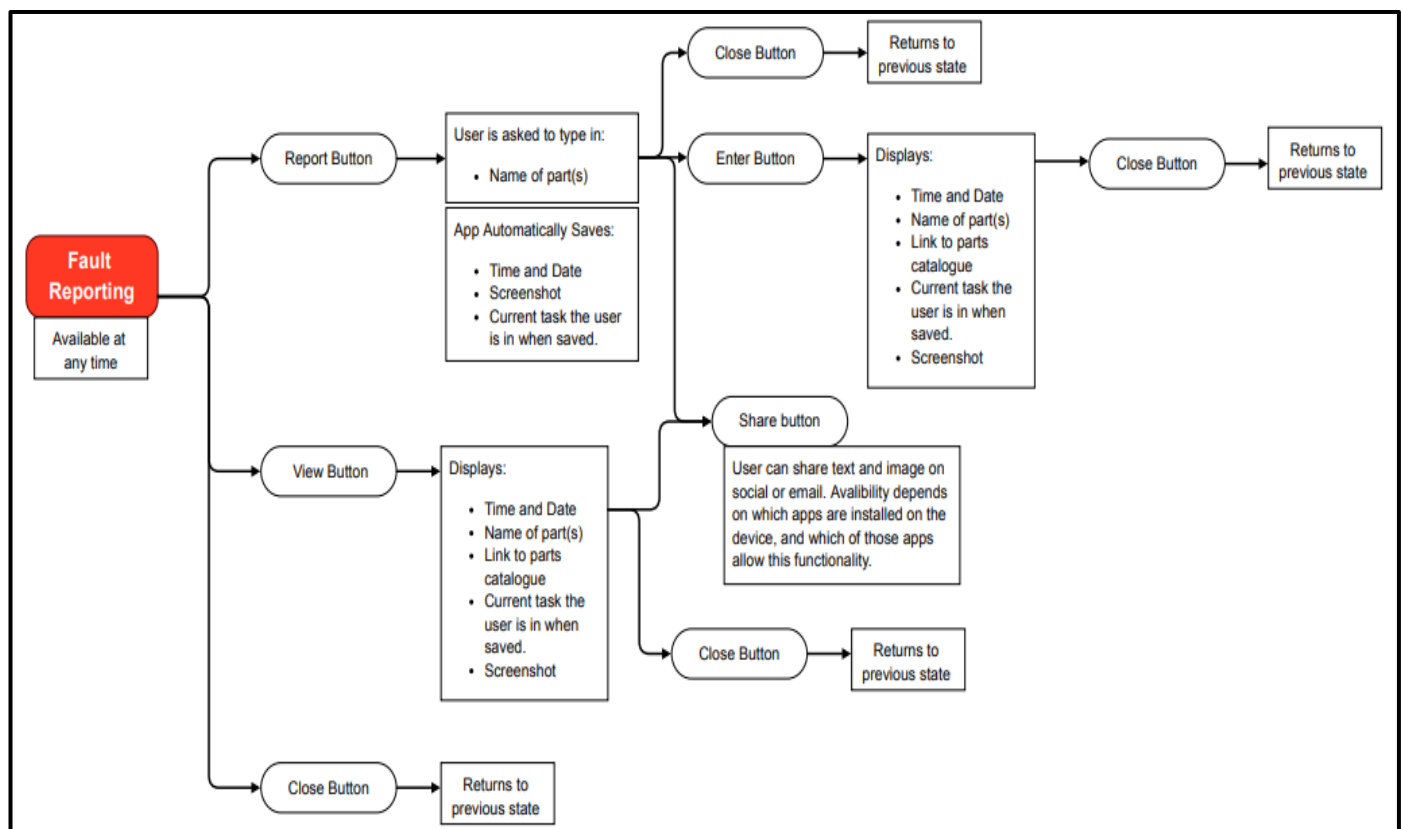 Close Button
Returns to
previous state
Report Button
User is asked to type in:
• Name of part(s)
App Automatically Saves:
• Time and Date
• Screenshot
• Current task the user
is in when saved.
Enter Button
Displays:
• Time and Date
• Name of part(s)
• Link to parts
catalogue
• Current task the
user is in when
saved.
• Screenshot
Close Button
Returns to
previous state
Fault
Reporting
Available at
any time
Share button
User can share text and image on
social or email. Avalibility depends
on which apps are installed on the
device, and which of those apps
allow this functionality.
View Button
Displays:
• Time and Date
• Name of part(s)
• Link to parts
catalogue
• Current task the
user is in when
saved.
• Screenshot
Close Button
Returns to
previous state
Close Button
Returns to
previous state